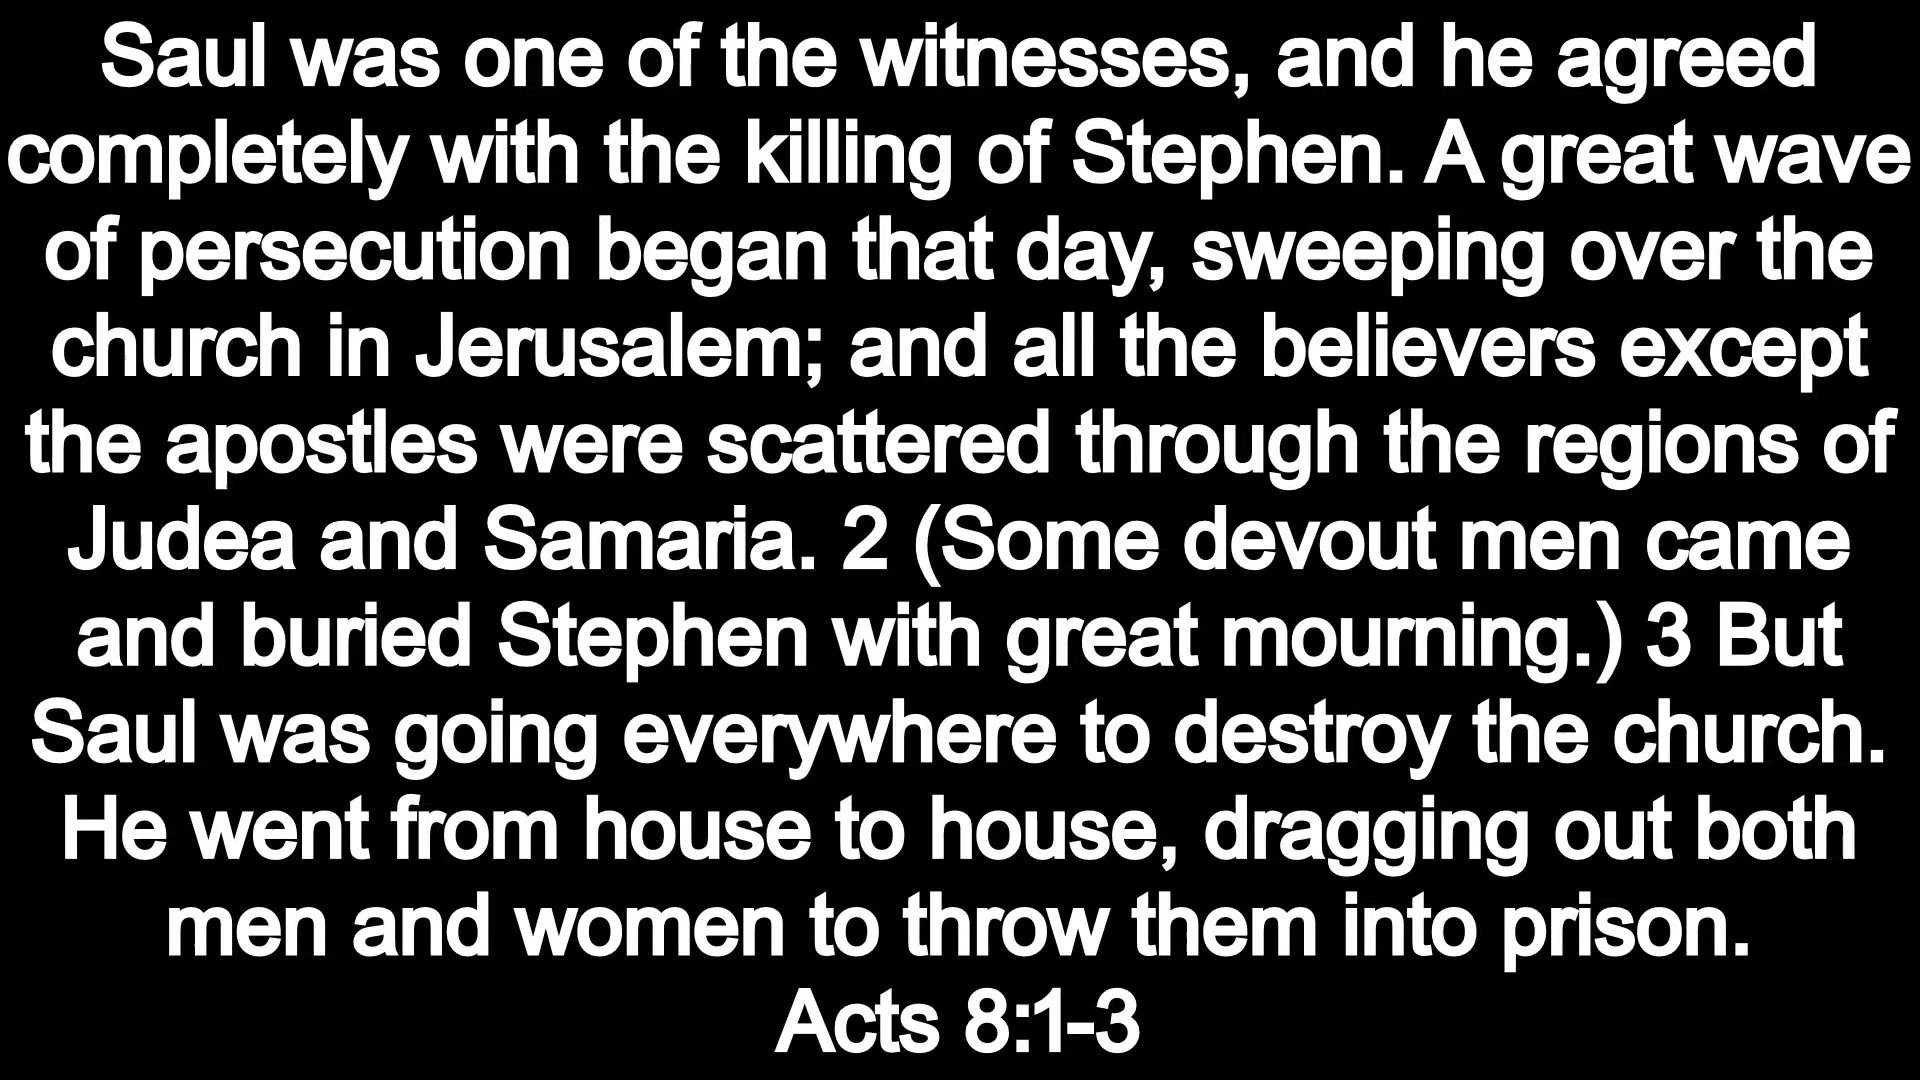 Saul was one of the witnesses, and he agreed
completely with the killing of Stephen. A great wave
of persecution began that day, sweeping over the
church in Jerusalem; and all the believers except
the apostles were scattered through the regions of
Judea and Samaria. 2 (Some devout men came
and buried Stephen with great mourning.) 3 But
Saul was going everywhere to destroy the church.
He went from house to house, dragging out both
men and women to throw them into prison.
Acts 8:1-3